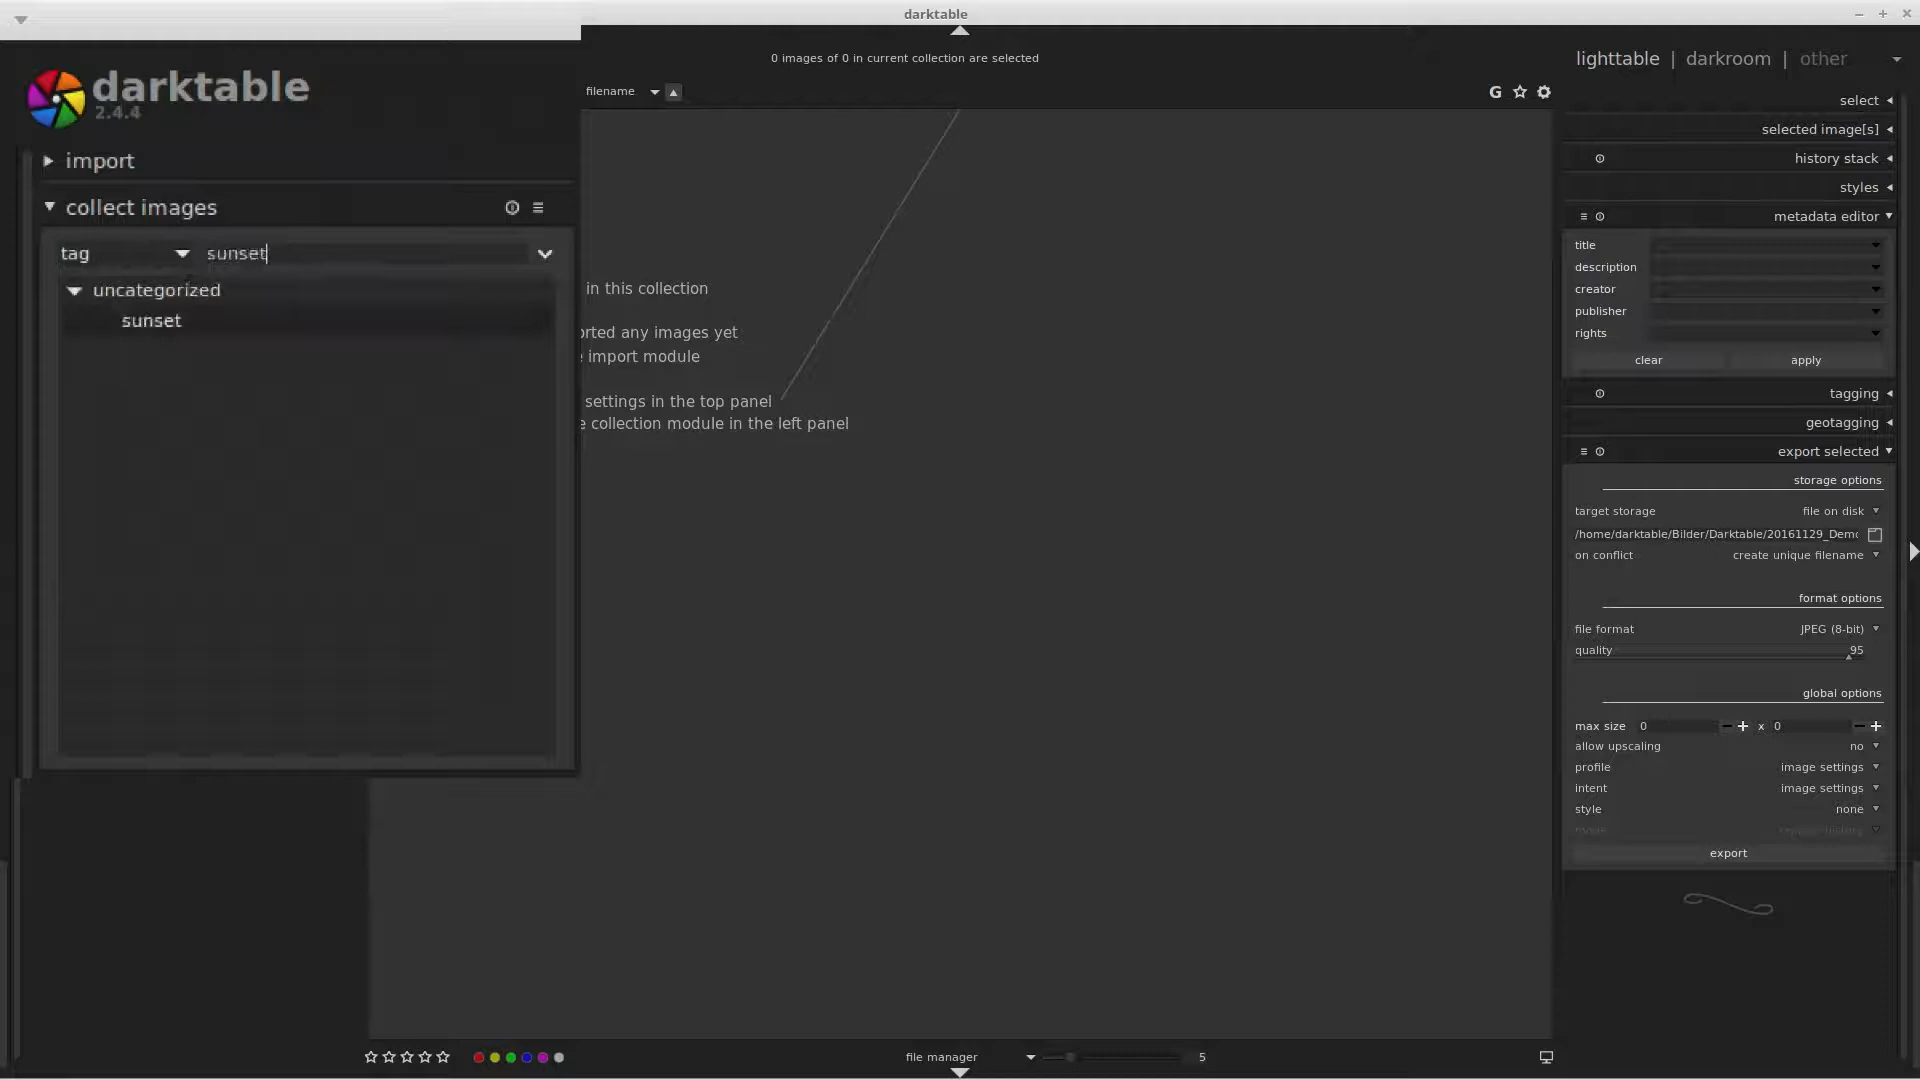 darktable
0 images of 0 in current collection are selected
lighttable | darkroom | other
darktable
2.4.4
filename
G
import
collect images
tag
sunset
uncategorized
sunset
in this collection
orted any images yet
import module
settings in the top panel
e collection module in the left panel
select
selected image[s]
history stack
styles
metadata editor
title
description
creator
publisher
rights
clear apply
tagging
geotagging
export selected
storage options
target storage file on disk
/home/darktable/Bilder/Darktable/20161129_Demo
on conflict create unique filename
format options
file format JPEG (8-bit)
quality 95
global options
max size 0 x 0
allow upscaling no
profile image settings
intent image settings
style none
export
file manager 5